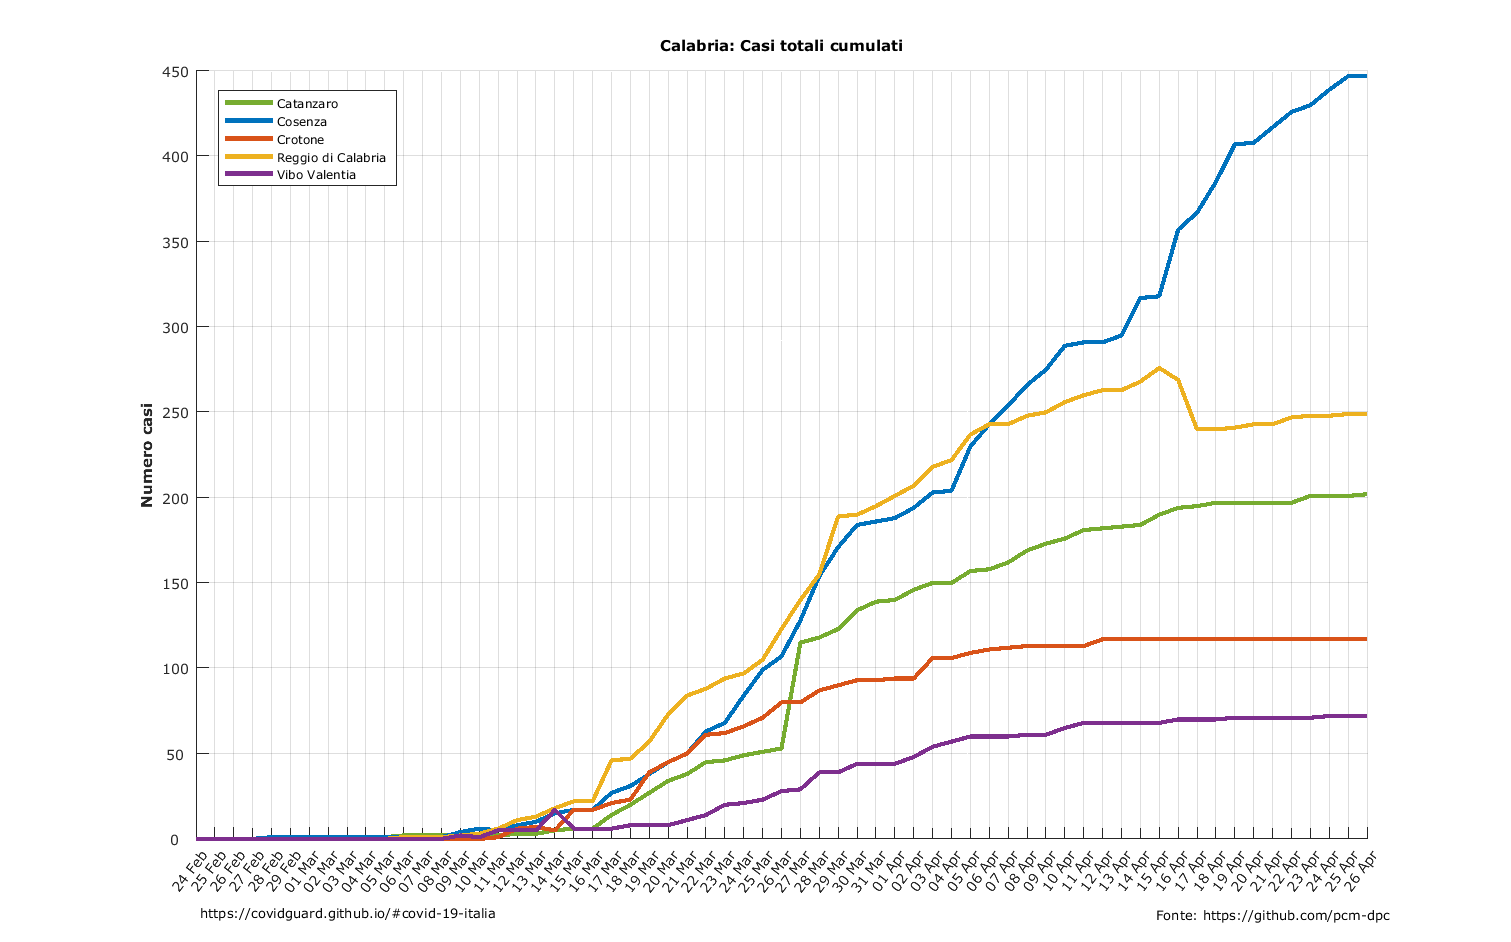 Calabria: Casi totali cumulati
Numero casi
450
400
350
300
250
200
150
100
50
0
Catanzaro
Cosenza
Crotone
Reggio di Calabria
Vibo Valentia
24 Feb
25 Feb
26 Feb
27 Feb
28 Feb
29 Feb
01 Mar
02 Mar
03 Mar
04 Mar
05 Mar
06 Mar
07 Mar
08 Mar
09 Mar
10 Mar
11 Mar
12 Mar
13 Mar
14 Mar
15 Mar
16 Mar
17 Mar
18 Mar
19 Mar
20 Mar
21 Mar
22 Mar
23 Mar
24 Mar
25 Mar
26 Mar
27 Mar
28 Mar
29 Mar
30 Mar
31 Mar
01 Apr
02 Apr
03 Apr
04 Apr
05 Apr
06 Apr
07 Apr
08 Apr
09 Apr
10 Apr
11 Apr
12 Apr
13 Apr
14 Apr
15 Apr
16 Apr
17 Apr
18 Apr
19 Apr
20 Apr
21 Apr
22 Apr
23 Apr
24 Apr
25 Apr
26 Apr
https://covidguard.github.io/#covid-19-italia
Fonte: https://github.com/pcm-dpc